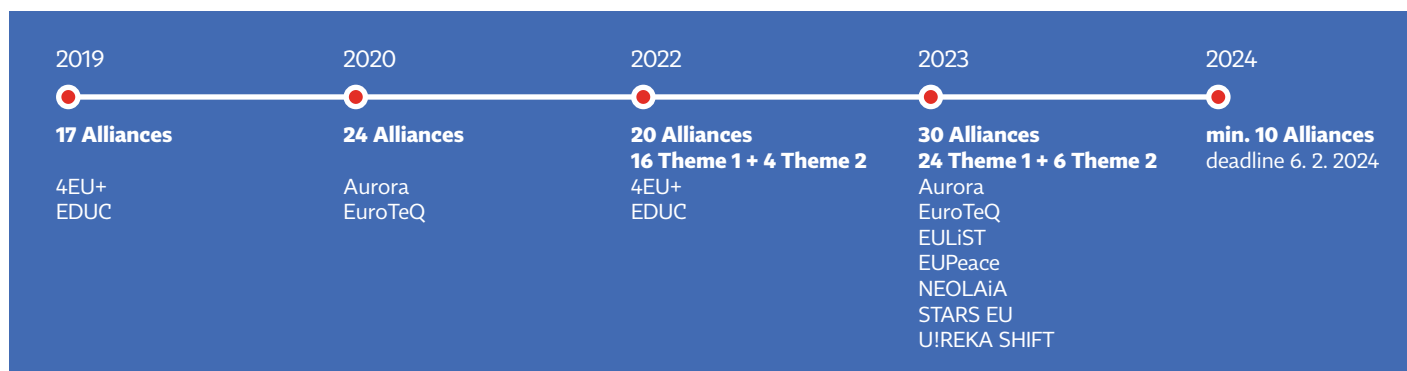 2019
17 Alliances
4EU+
EDUC
2020
24 Alliances
Aurora
EuroTeQ
2022
20 Alliances
16 Theme 1 + 4 Theme 2
4EU+
EDUC
2023
30 Alliances
24 Theme 1 + 6 Theme 2
Aurora
EuroTeQ
EULiST
EUPeace
NEOLAiA
STARS EU
U!REKA SHIFT
2024
min. 10 Alliances
deadline 6. 2. 2024